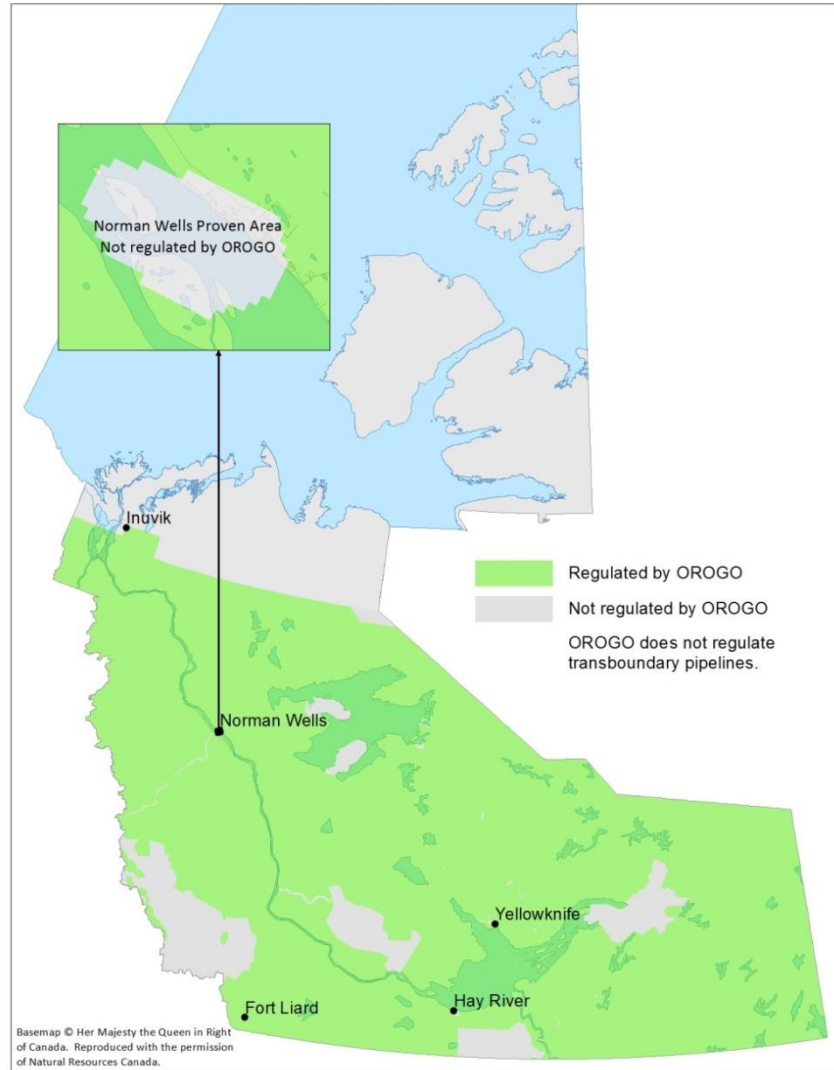 Norman Wells Proven Area
Not regulated by OROGO
Inuvik
Regulated by OROGO
Not regulated by OROGO
OROGO does not regulate
transboundary pipelines.
Norman Wells
Yellowknife
Hay River
Fort Liard
Basemap © Her Majesty the Queen in Right
of Canada. Reproduced with the permission
of Natural Resources Canada.